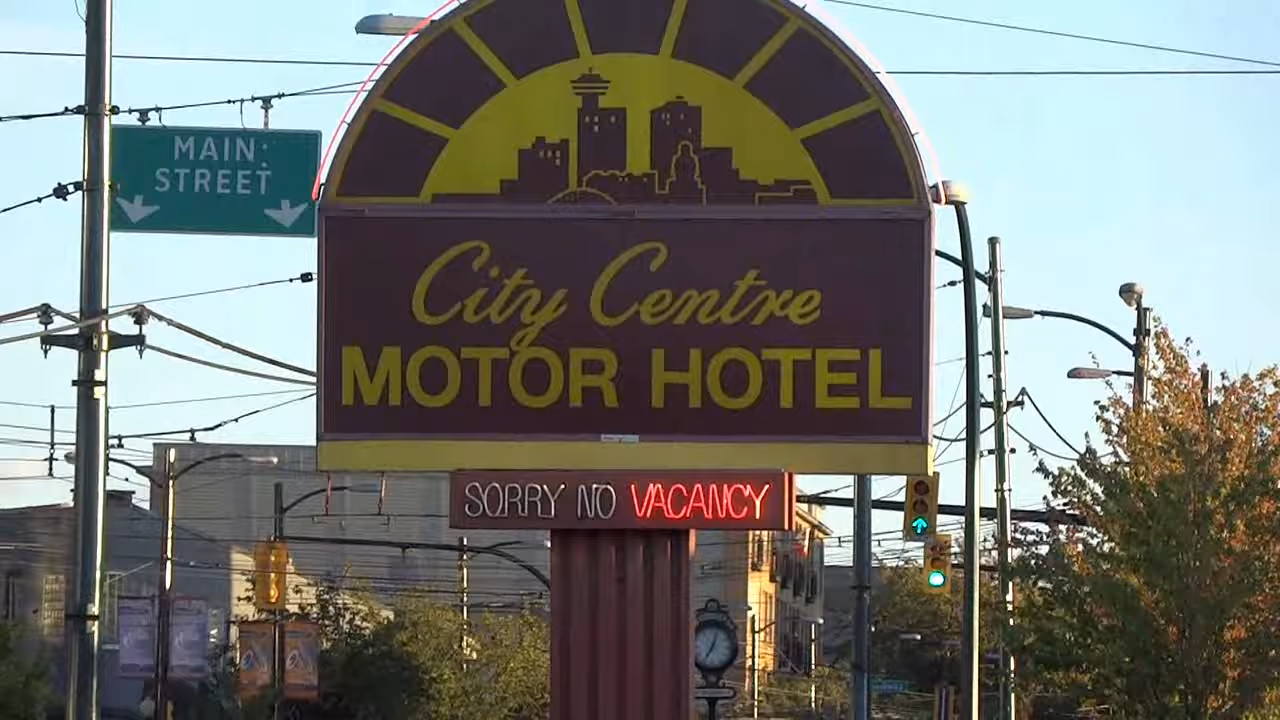 MAIN
STREET
City Centre
MOTOR HOTEL
SORRY NO VACANCY